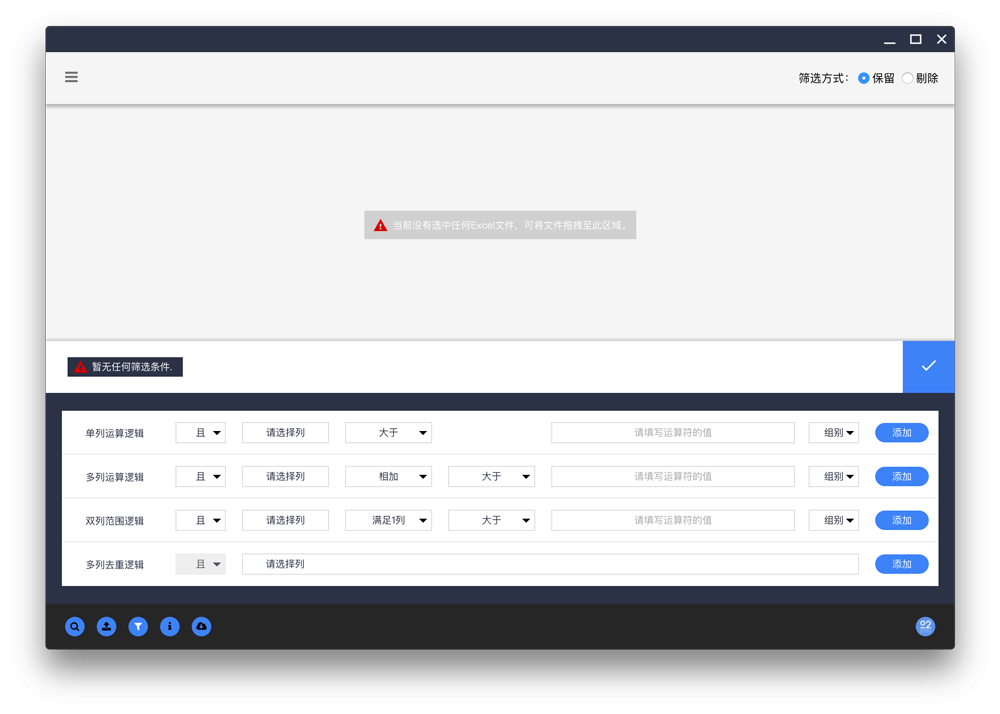 筛选方式： 保留 剔除
当前没有选中任何Excel文件，可将文件拖拽至此区域。
暂无任何筛选条件.
单列运算逻辑 且 请选择列 大于 请填写运算符的值 组别 添加
多列运算逻辑 且 请选择列 相加 大于 请填写运算符的值 组别 添加
双列范围逻辑 且 请选择列 满足1列 大于 请填写运算符的值 组别 添加
多列去重逻辑 且 请选择列 添加